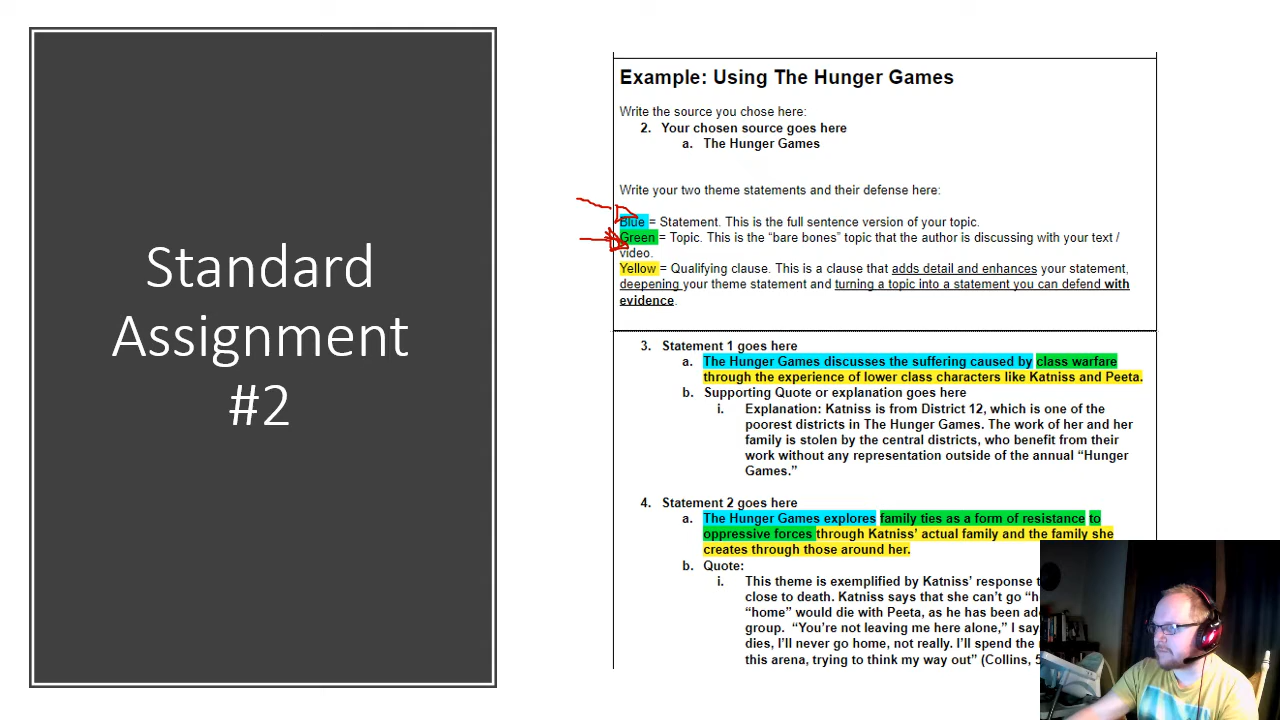 Standard
Assignment
#2
Example: Using The Hunger Games
Write the source you chose here:
2. Your chosen source goes here
a. The Hunger Games
Write your two theme statements and their defense here:
Blue = Statement. This is the full sentence version of your topic.
Green = Topic. This is the “bare bones” topic that the author is discussing with your text /
video.
Yellow = Qualifying clause. This is a clause that adds detail and enhances your statement,
deepening your theme statement and turning a topic into a statement you can defend with
evidence.
3. Statement 1 goes here
a. The Hunger Games discusses the suffering caused by class warfare
through the experience of lower class characters like Katniss and Peeta.
b. Supporting Quote or explanation goes here
i. Explanation: Katniss is from District 12, which is one of the
poorest districts in The Hunger Games. The work of her and her
family is stolen by the central districts, who benefit from their
work without any representation outside of the annual “Hunger
Games.”
4. Statement 2 goes here
a. The Hunger Games explores family ties as a form of resistance to
oppressive forces through Katniss’ actual family and the family she
creates through those around her.
b. Quote:
i. This theme is exemplified by Katniss’ response
close to death. Katniss says that she can’t go
“home” would die with Peeta, as he has been
group. “You’re not leaving me here alone,” I say
dies, I’ll never go home, not really. I’ll spend the
this arena, trying to think my way out” (Collins,